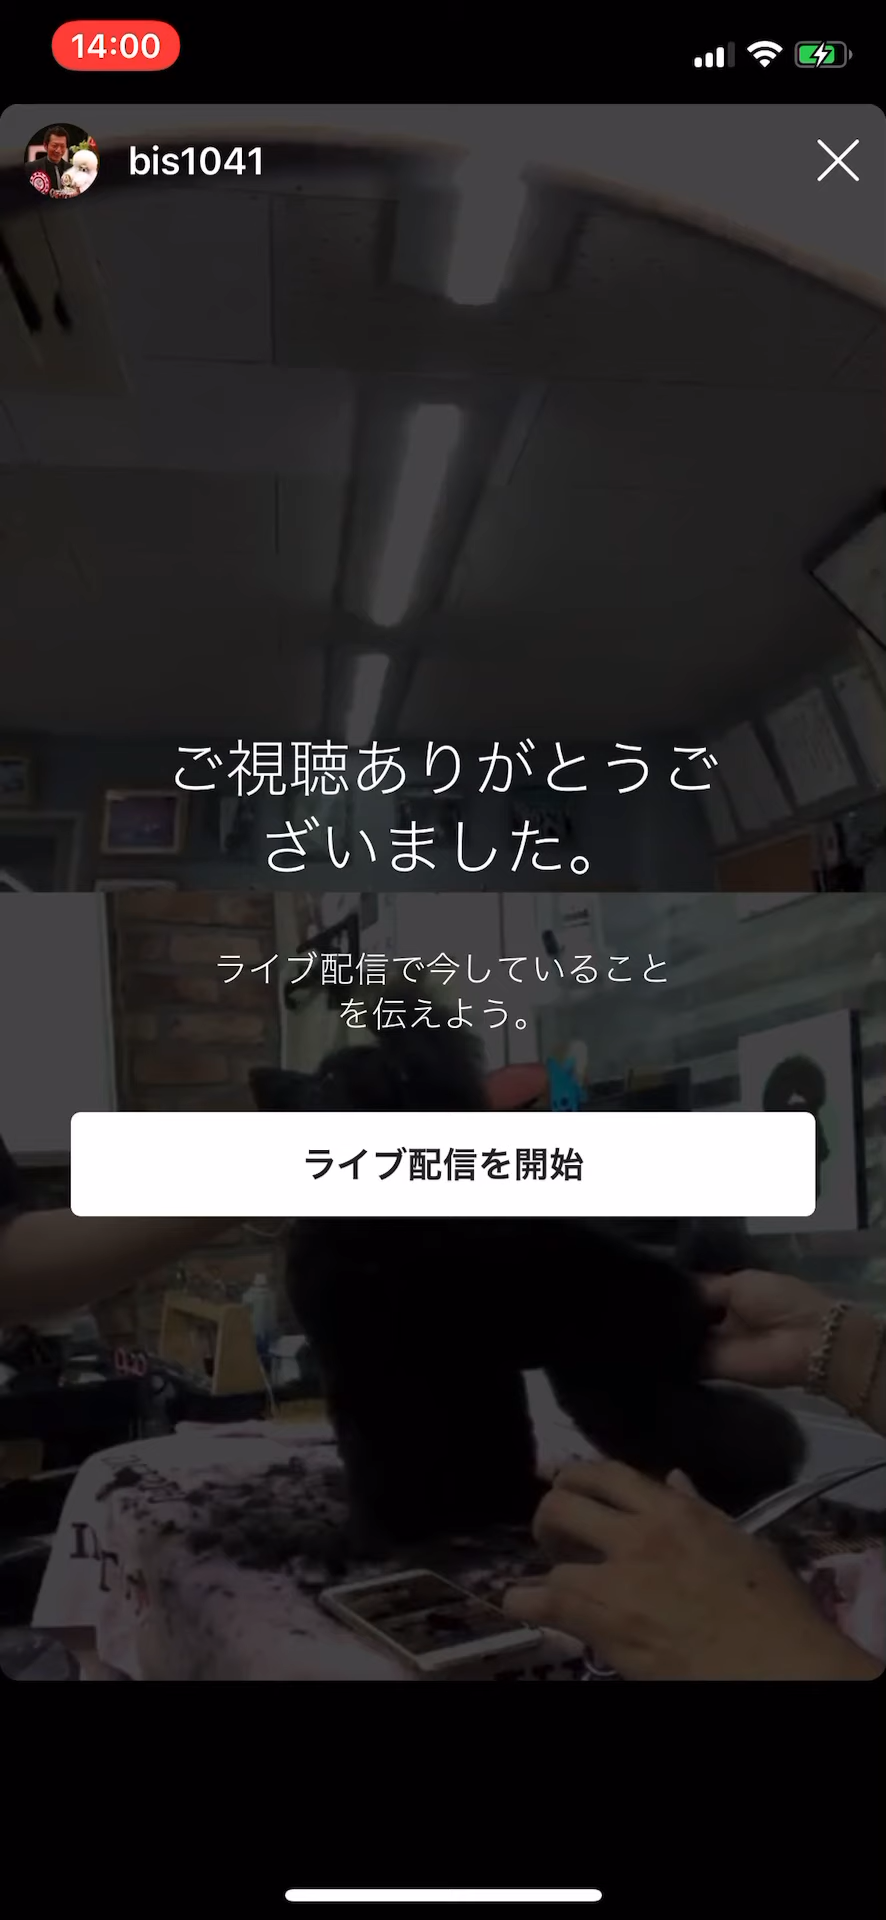 14:00
bis1041
ご視聴ありがとうご
ざいました。
ライブ配信で今していること
を伝えよう。
ライブ配信を開始